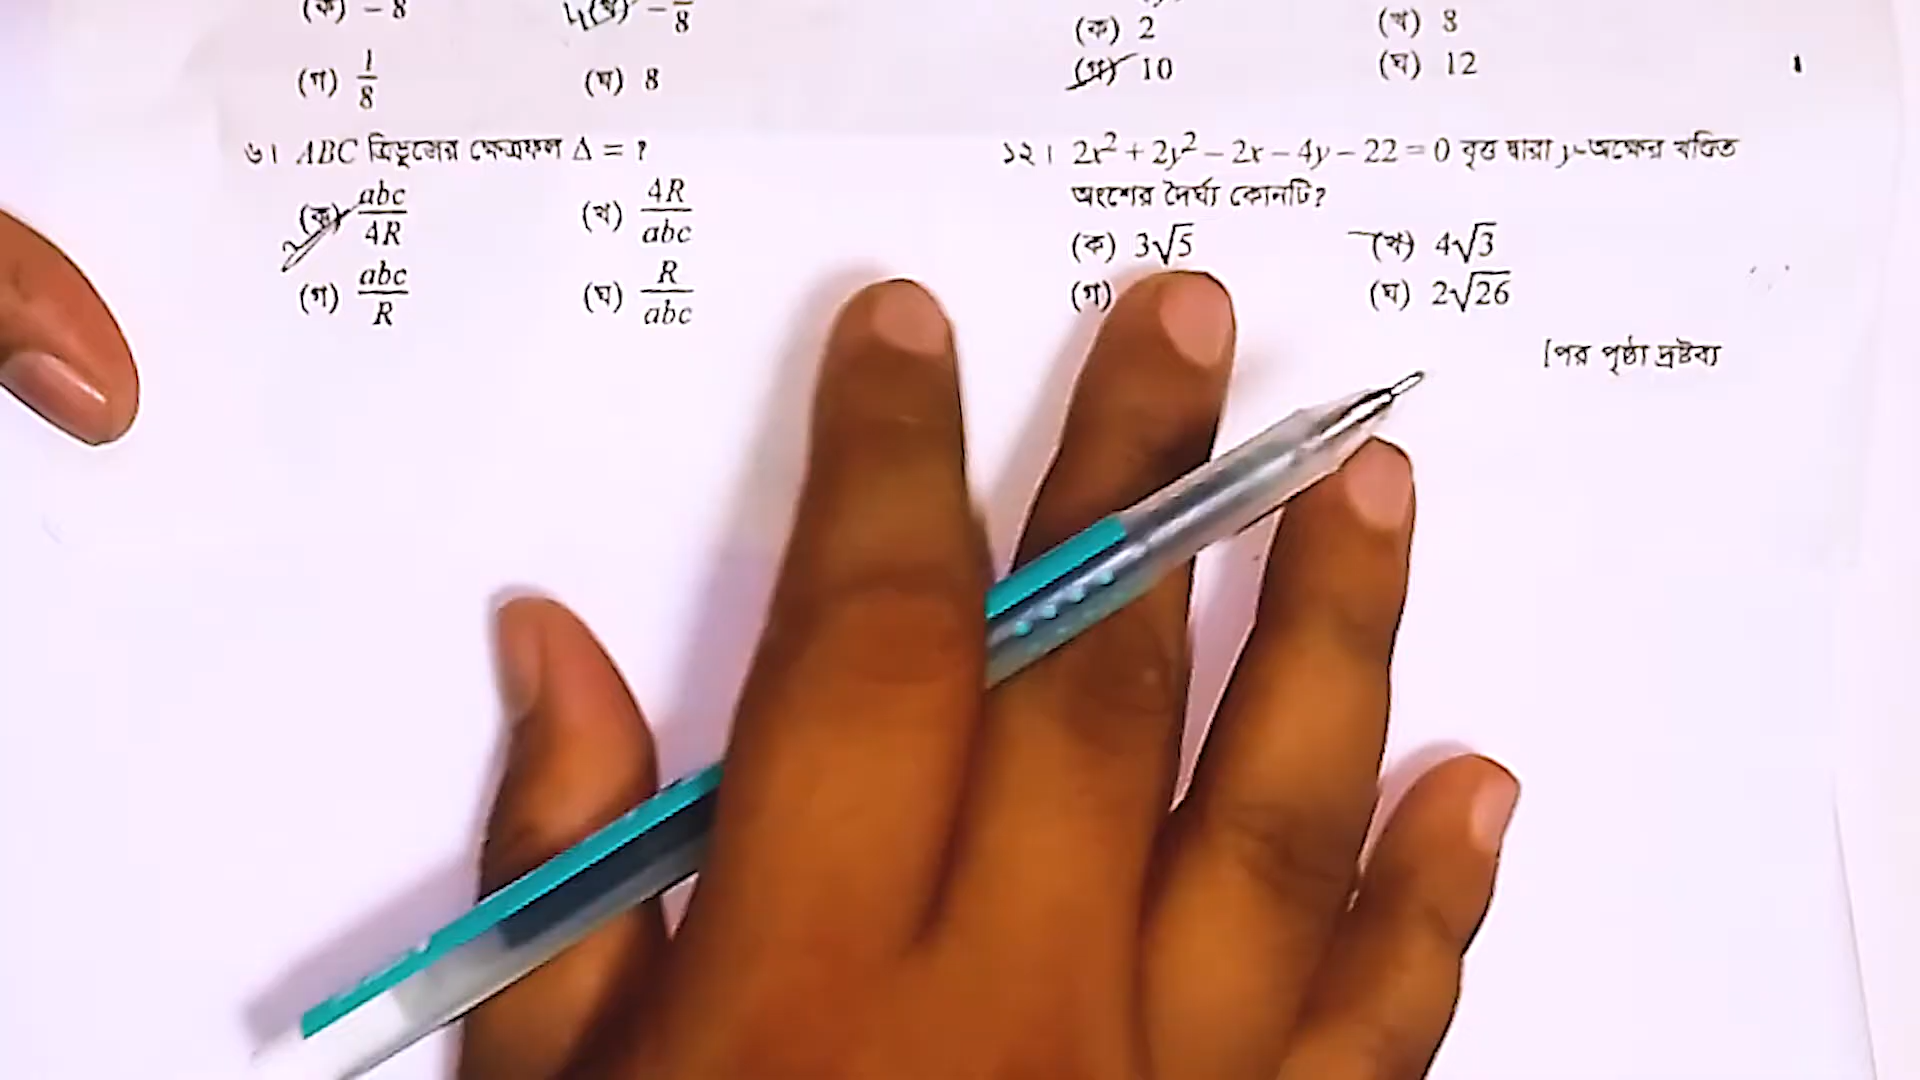 (ক) – 8
(খ) – 1/8
(গ) 1/8
(ঘ) 8
৬। ABC ত্রিভুজের ক্ষেত্রফল Δ = ?
(ক) abc/4R
(খ) 4R/abc
(গ) abc/R
(ঘ) R/abc
(ক) 2
(খ) 8
(গ) 10
(ঘ) 12
১২। 2x² + 2y² – 2x – 4y – 22 = 0 বৃত্ত দ্বারা y-অক্ষের খণ্ডিত
অংশের দৈর্ঘ্য কোনটি?
(ক) 3√5
(খ) 4√3
(গ)
(ঘ) 2√26
[পর পৃষ্ঠা দ্রষ্টব্য